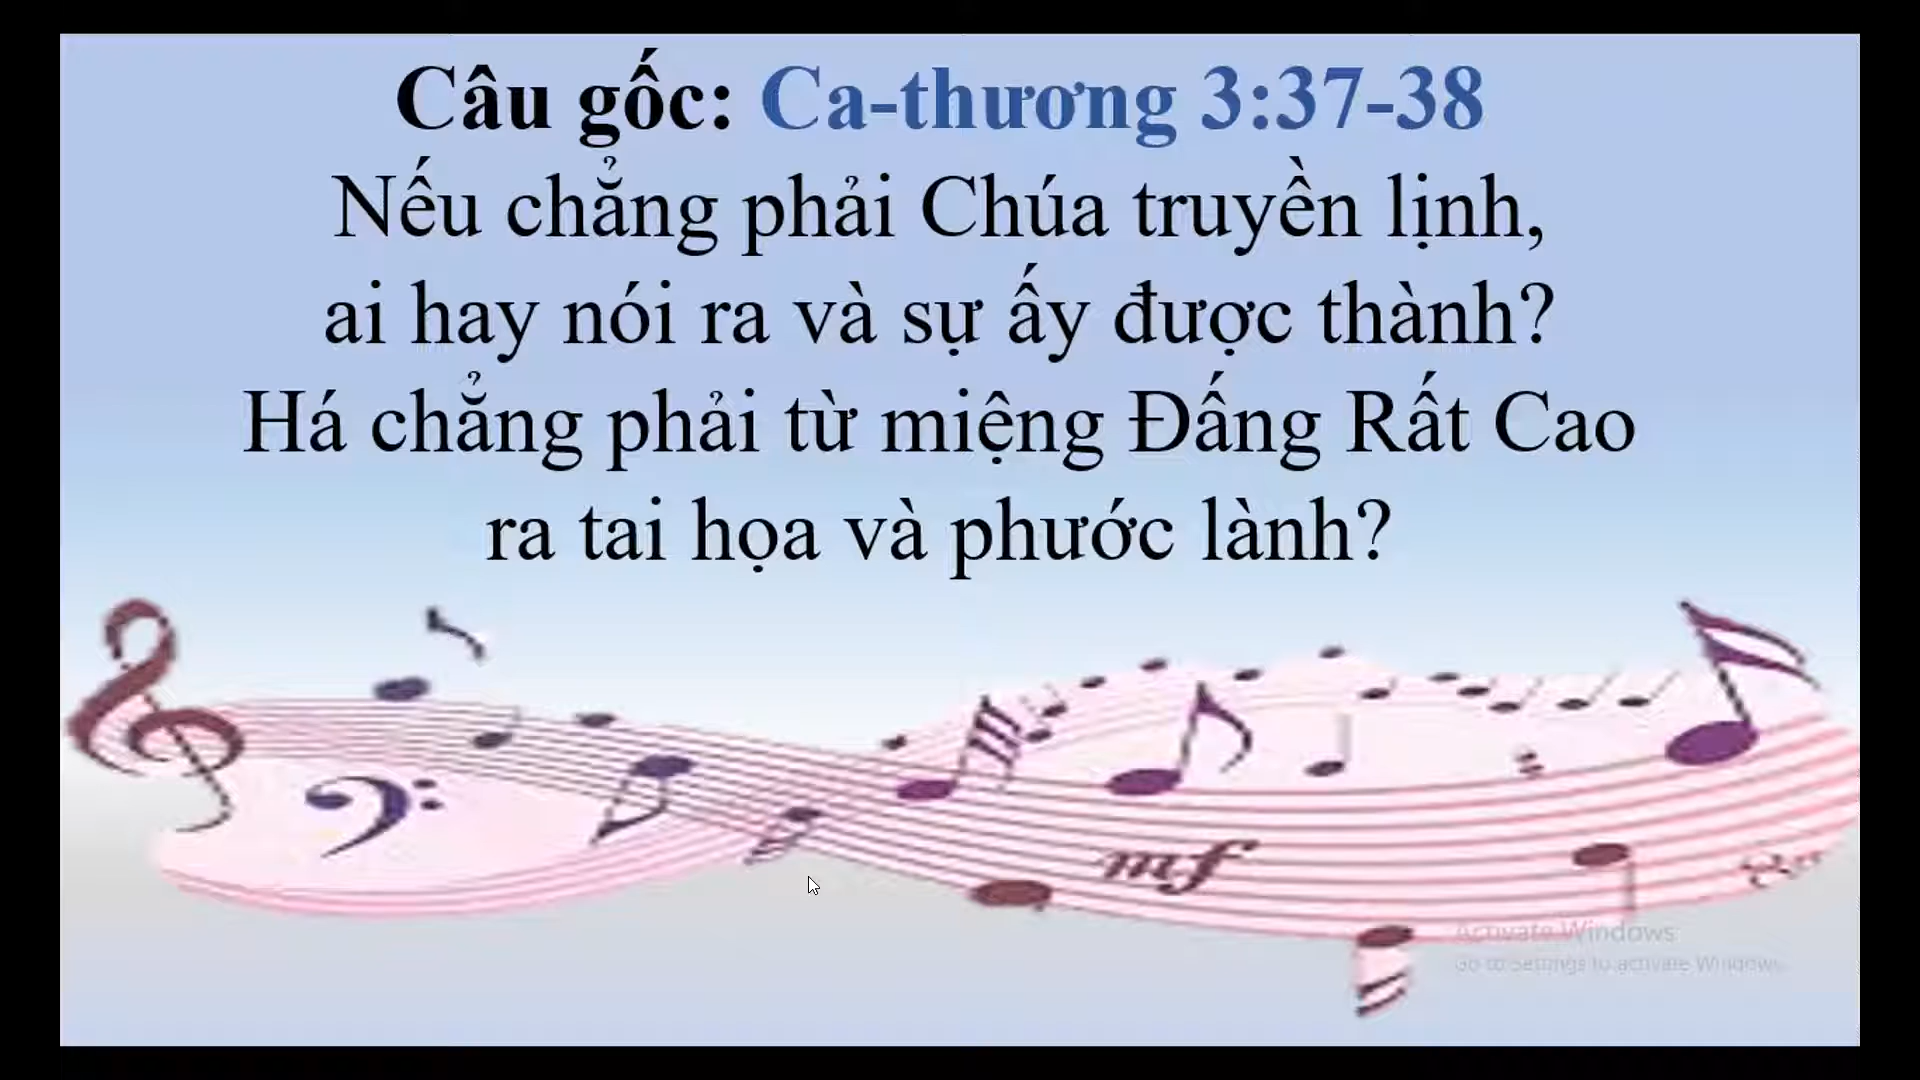 Câu gốc: Ca-thương 3:37-38
Nếu chẳng phải Chúa truyền lịnh,
ai hay nói ra và sự ấy được thành?
Há chẳng phải từ miệng Đấng Rất Cao
ra tai họa và phước lành?
mf
Activate Windows
Go to Settings to activate Windows.